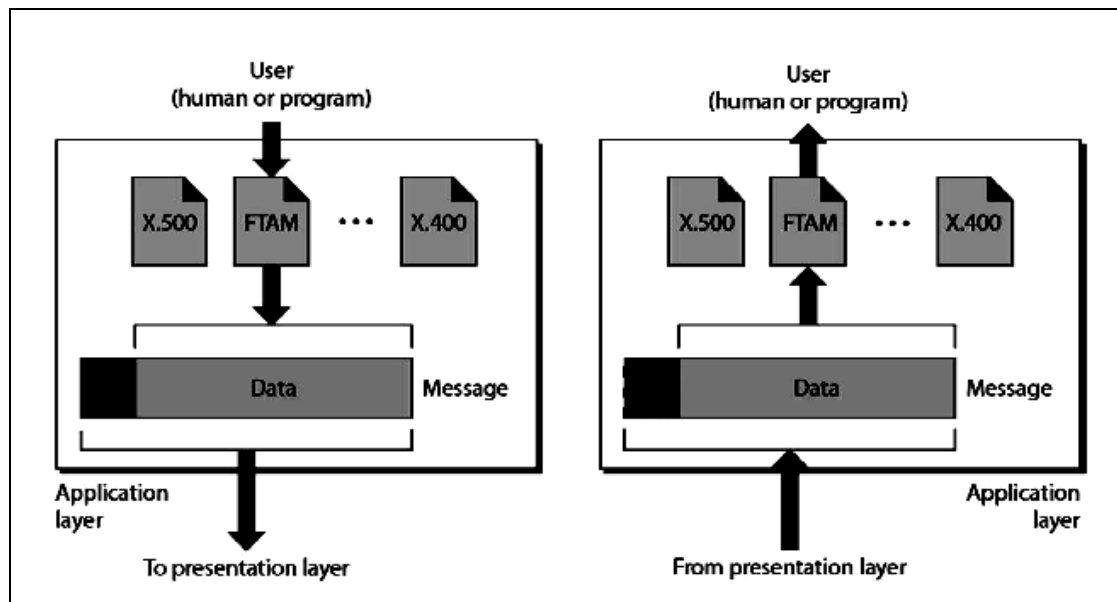 User
(human or program)
X.500
FTAM
•••
X.400
Data
Message
Application
layer
To presentation layer
User
(human or program)
X.500
FTAM
•••
X.400
Data
Message
Application
layer
From presentation layer